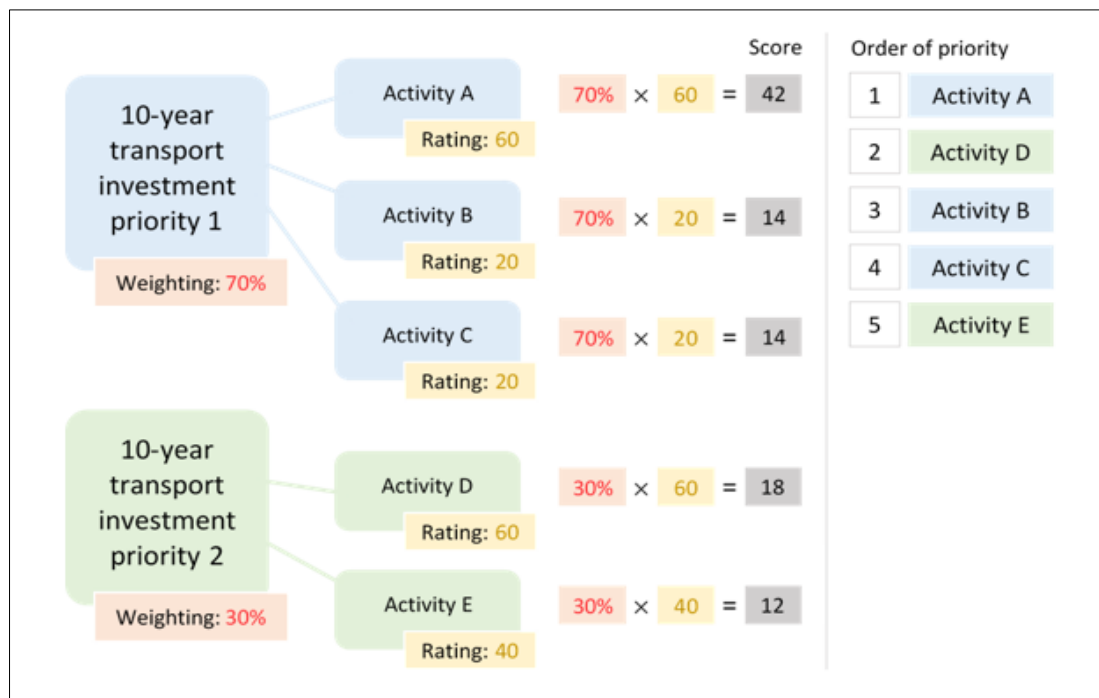 Score
Order of priority
10-year
transport
investment
priority 1
Weighting: 70%
Activity A
Rating: 60
70% × 60 = 42
Activity B
Rating: 20
70% × 20 = 14
Activity C
Rating: 20
70% × 20 = 14
10-year
transport
investment
priority 2
Weighting: 30%
Activity D
Rating: 60
30% × 60 = 18
Activity E
Rating: 40
30% × 40 = 12
1 Activity A
2 Activity D
3 Activity B
4 Activity C
5 Activity E